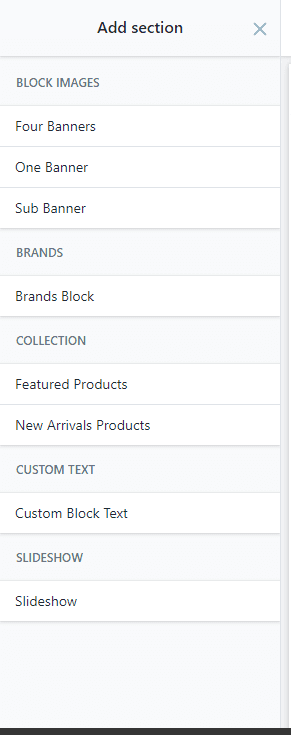 Add section
BLOCK IMAGES
Four Banners
One Banner
Sub Banner
BRANDS
Brands Block
COLLECTION
Featured Products
New Arrivals Products
CUSTOM TEXT
Custom Block Text
SLIDESHOW
Slideshow